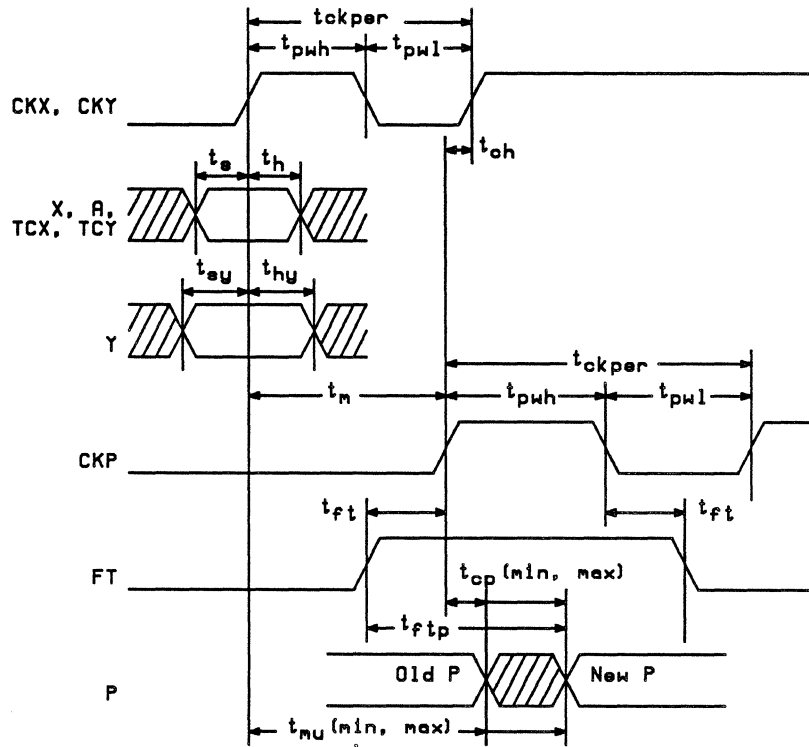 tckper
tpwh
tpwl
CKX, CKY
tch
ts
th
X, A,
TCX, TCY
tsy
thy
Y
tckper
tm
tpwh
tpwl
CKP
tft
tft
FT
tcp (min, max)
tftp
Old P
New P
P
tmu (min, max)